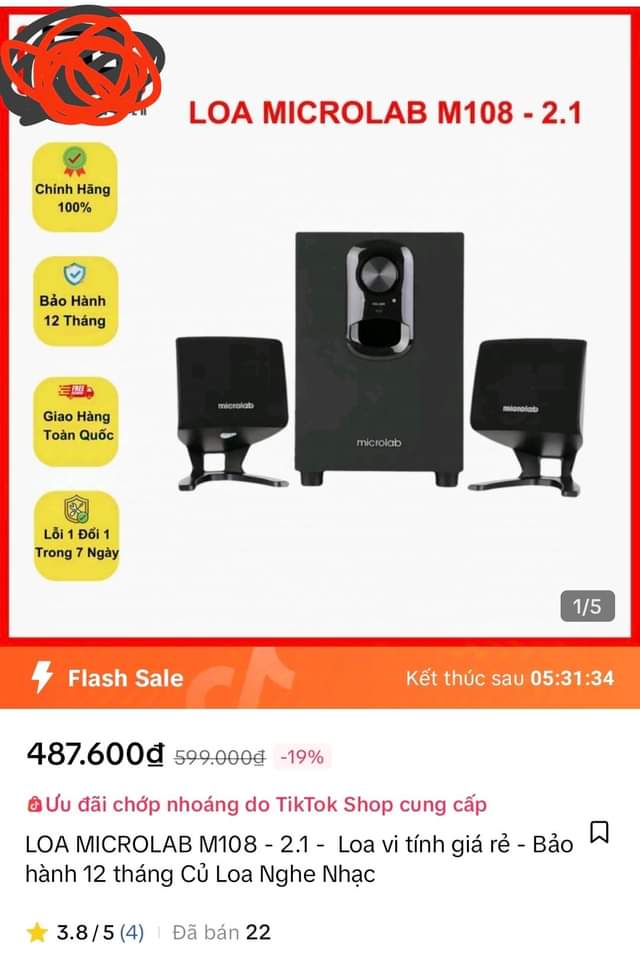 LOA MICROLAB M108 - 2.1
Chính Hãng
100%
Bảo Hành
12 Tháng
FREE
Giao Hàng
Toàn Quốc
Lỗi 1 Đổi 1
Trong 7 Ngày
microlab
microlab
microlab
1/5
Flash Sale
Kết thúc sau 05:31:34
487.600₫ 599.000₫ -19%
Ưu đãi chớp nhoáng do TikTok Shop cung cấp
LOA MICROLAB M108 - 2.1 - Loa vi tính giá rẻ - Bảo
hành 12 tháng Củ Loa Nghe Nhạc
3.8 / 5 (4) Đã bán 22